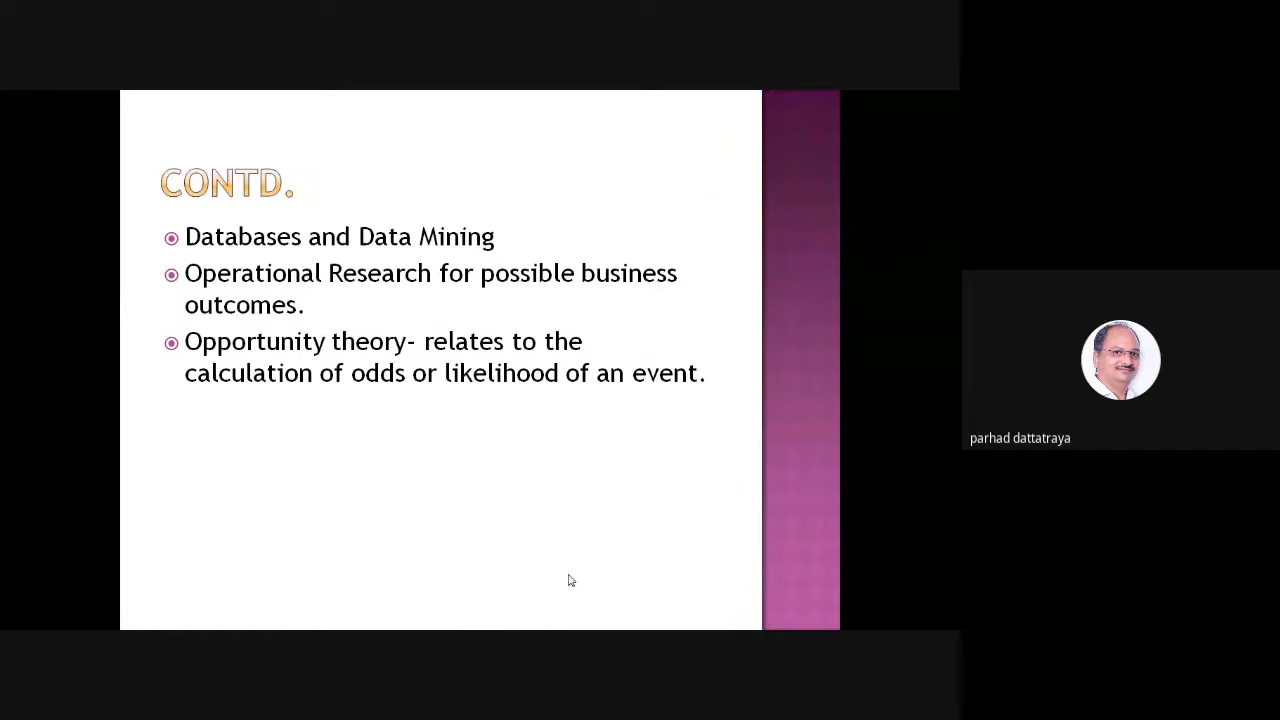 CONTD.
Databases and Data Mining
Operational Research for possible business
outcomes.
Opportunity theory- relates to the
calculation of odds or likelihood of an event.
parhad dattatraya